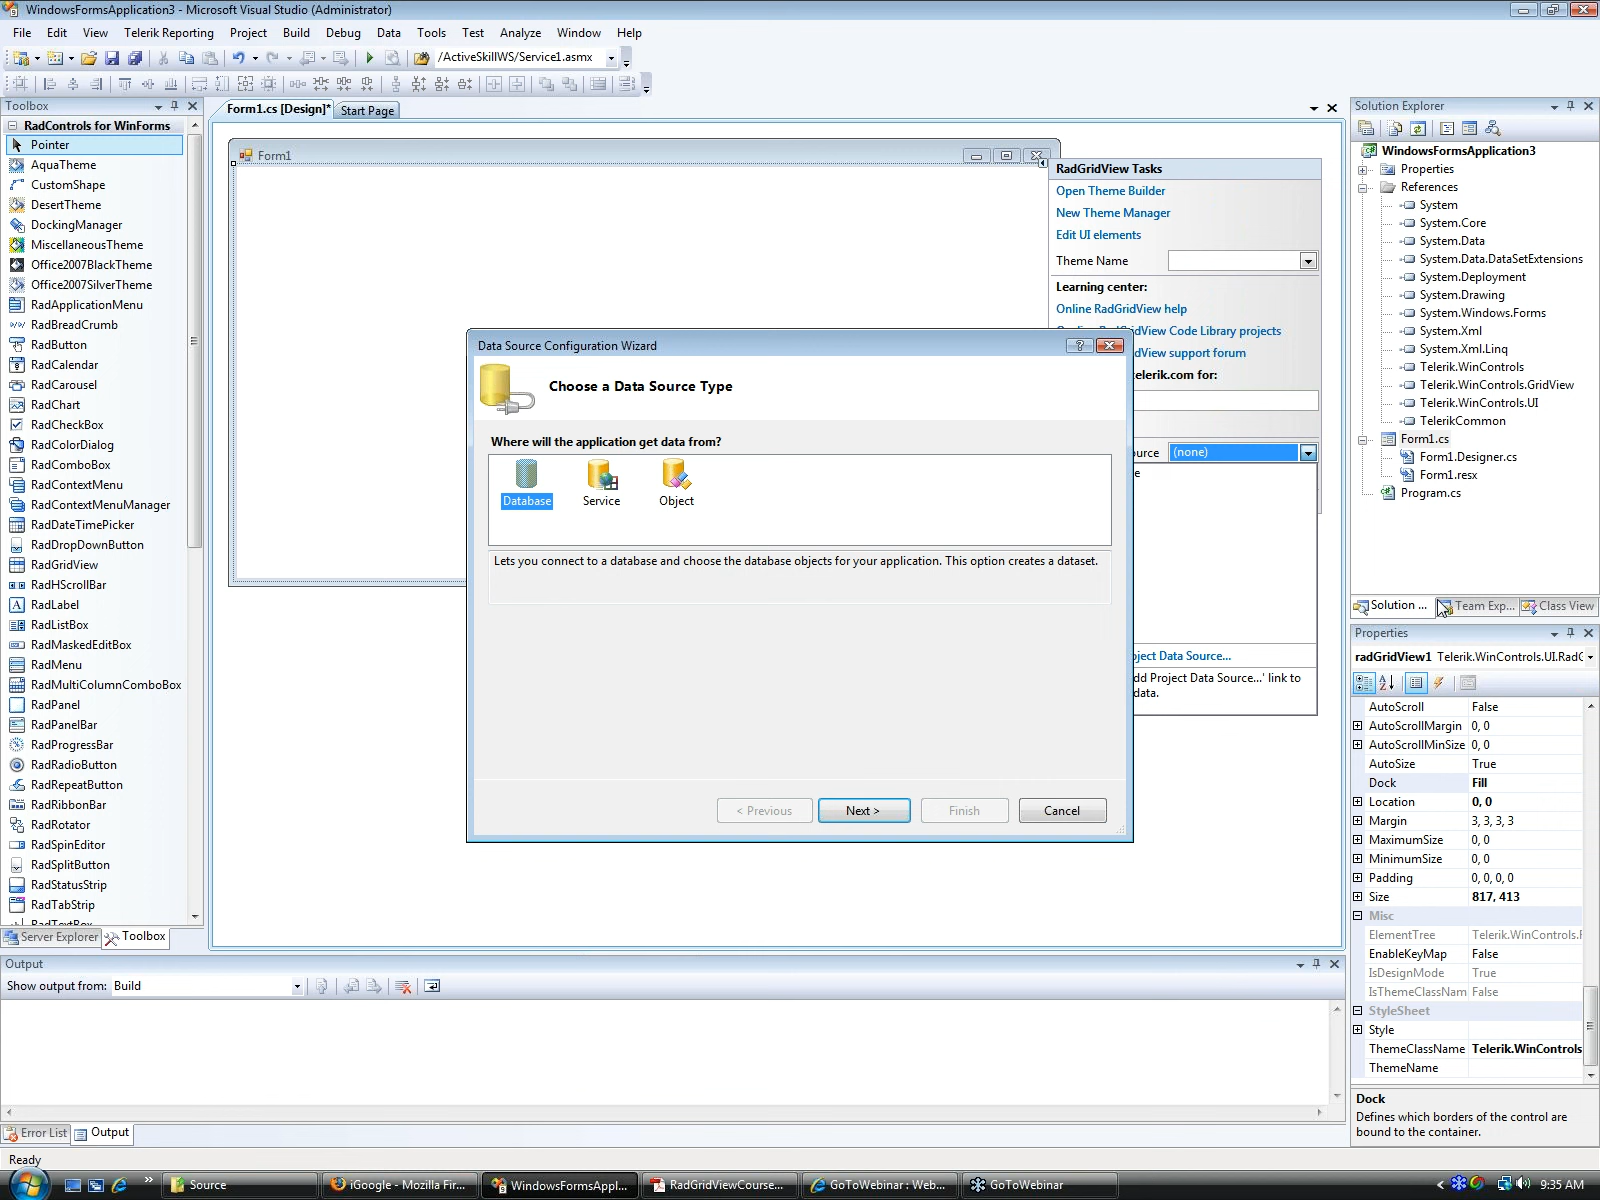 WindowsFormsApplication3 - Microsoft Visual Studio (Administrator)
File Edit View Telerik Reporting Project Build Debug Data Tools Test Analyze Window Help
/ActiveSkillWS/Service1.asmx
Toolbox
RadControls for WinForms
Pointer
AquaTheme
CustomShape
DesertTheme
DockingManager
MiscellaneousTheme
Office2007BlackTheme
Office2007SilverTheme
RadApplicationMenu
RadBreadCrumb
RadButton
RadCalendar
RadCarousel
RadChart
RadCheckBox
RadColorDialog
RadComboBox
RadContextMenu
RadContextMenuManager
RadDateTimePicker
RadDropDownButton
RadGridView
RadHScrollBar
RadLabel
RadListBox
RadMaskedEditBox
RadMenu
RadMultiColumnComboBox
RadPanel
RadPanelBar
RadProgressBar
RadRadioButton
RadRepeatButton
RadRibbonBar
RadRotator
RadSpinEditor
RadSplitButton
RadStatusStrip
RadTabStrip
RadTextBox
Server Explorer Toolbox
Form1.cs [Design]* Start Page
Form1
RadGridView Tasks
Open Theme Builder
New Theme Manager
Edit UI elements
Theme Name
Learning center:
Online RadGridView help
RadGridView Code Library projects
dView support forum
telerik.com for:
urce (none)
e
oject Data Source...
dd Project Data Source...' link to
data.
Data Source Configuration Wizard
Choose a Data Source Type
Where will the application get data from?
Database Service Object
Lets you connect to a database and choose the database objects for your application. This option creates a dataset.
< Previous Next > Finish Cancel
Solution Explorer
WindowsFormsApplication3
Properties
References
System
System.Core
System.Data
System.Data.DataSetExtensions
System.Deployment
System.Drawing
System.Windows.Forms
System.Xml
System.Xml.Linq
Telerik.WinControls
Telerik.WinControls.GridView
Telerik.WinControls.UI
TelerikCommon
Form1.cs
Form1.Designer.cs
Form1.resx
Program.cs
Solution ... Team Exp... Class View
Properties
radGridView1 Telerik.WinControls.UI.RadG
AutoScroll False
AutoScrollMargin 0, 0
AutoScrollMinSize 0, 0
AutoSize True
Dock Fill
Location 0, 0
Margin 3, 3, 3, 3
MaximumSize 0, 0
MinimumSize 0, 0
Padding 0, 0, 0, 0
Size 817, 413
Misc
ElementTree Telerik.WinControls.F
EnableKeyMap False
IsDesignMode True
IsThemeClassNam False
StyleSheet
Style
ThemeClassName Telerik.WinControls
ThemeName
Dock
Defines which borders of the control are
bound to the container.
Output
Show output from: Build
Error List Output
Ready
Source iGoogle - Mozilla Fir... WindowsFormsAppl... RadGridViewCourse... GoToWebinar : Web... GoToWebinar 9:35 AM